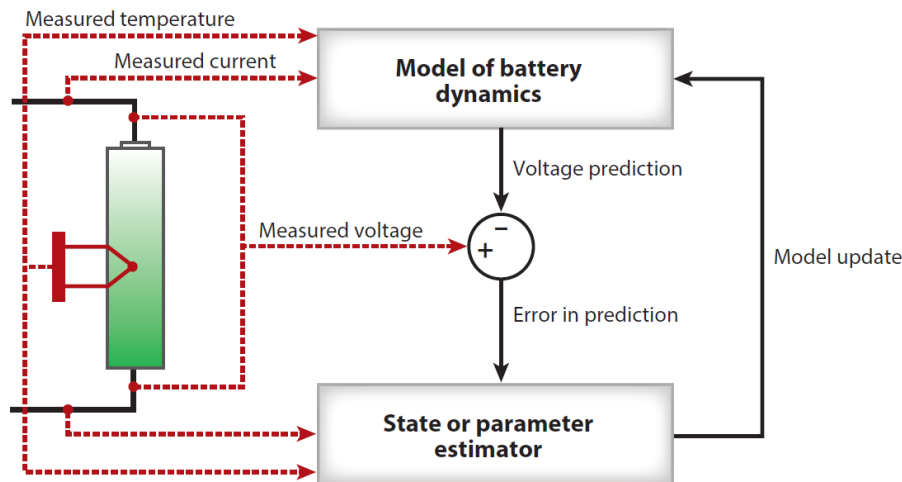 Measured temperature
Measured current
Model of battery
dynamics
Voltage prediction
−
+
Measured voltage
Model update
Error in prediction
State or parameter
estimator